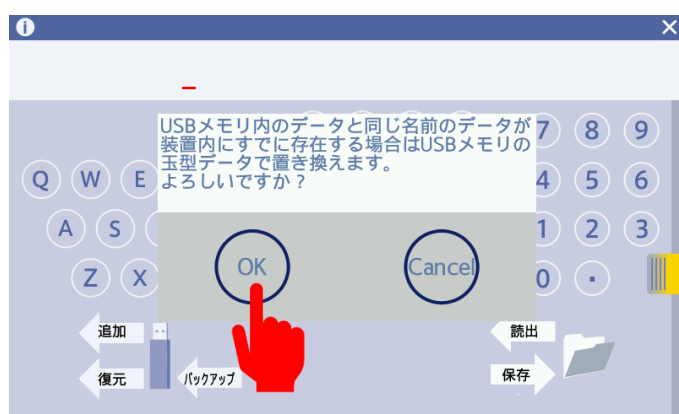 USBメモリ内のデータと同じ名前のデータが
装置内にすでに存在する場合はUSBメモリの
玉型データで置き換えます。
よろしいですか？
7 8 9
Q W E
4 5 6
A S
1 2 3
Z X
0 .
OK
Cancel
追加
読出
復元
バックアップ
保存